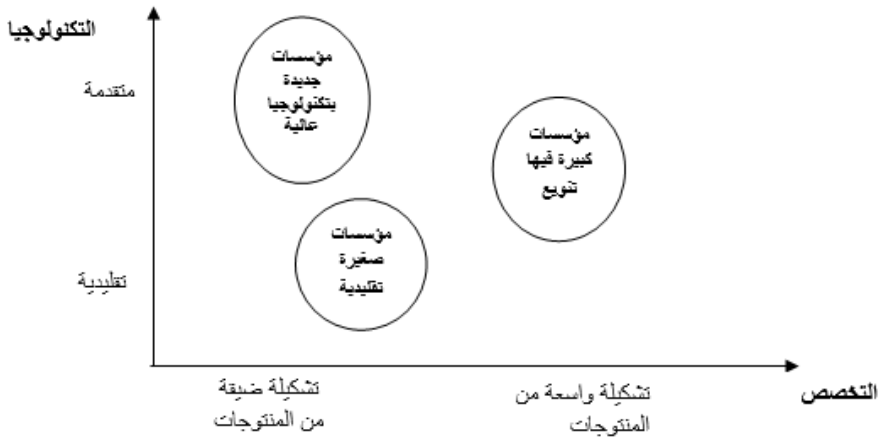 التكنولوجيا
متقدمة
تقليدية
مؤسسات
جديدة
بتكنولوجيا
عالية
مؤسسات
كبيرة فيها
تنويع
مؤسسات
صغيرة
تقليدية
تشكيلة ضيقة
من المنتوجات
تشكيلة واسعة من
المنتوجات
التخصص